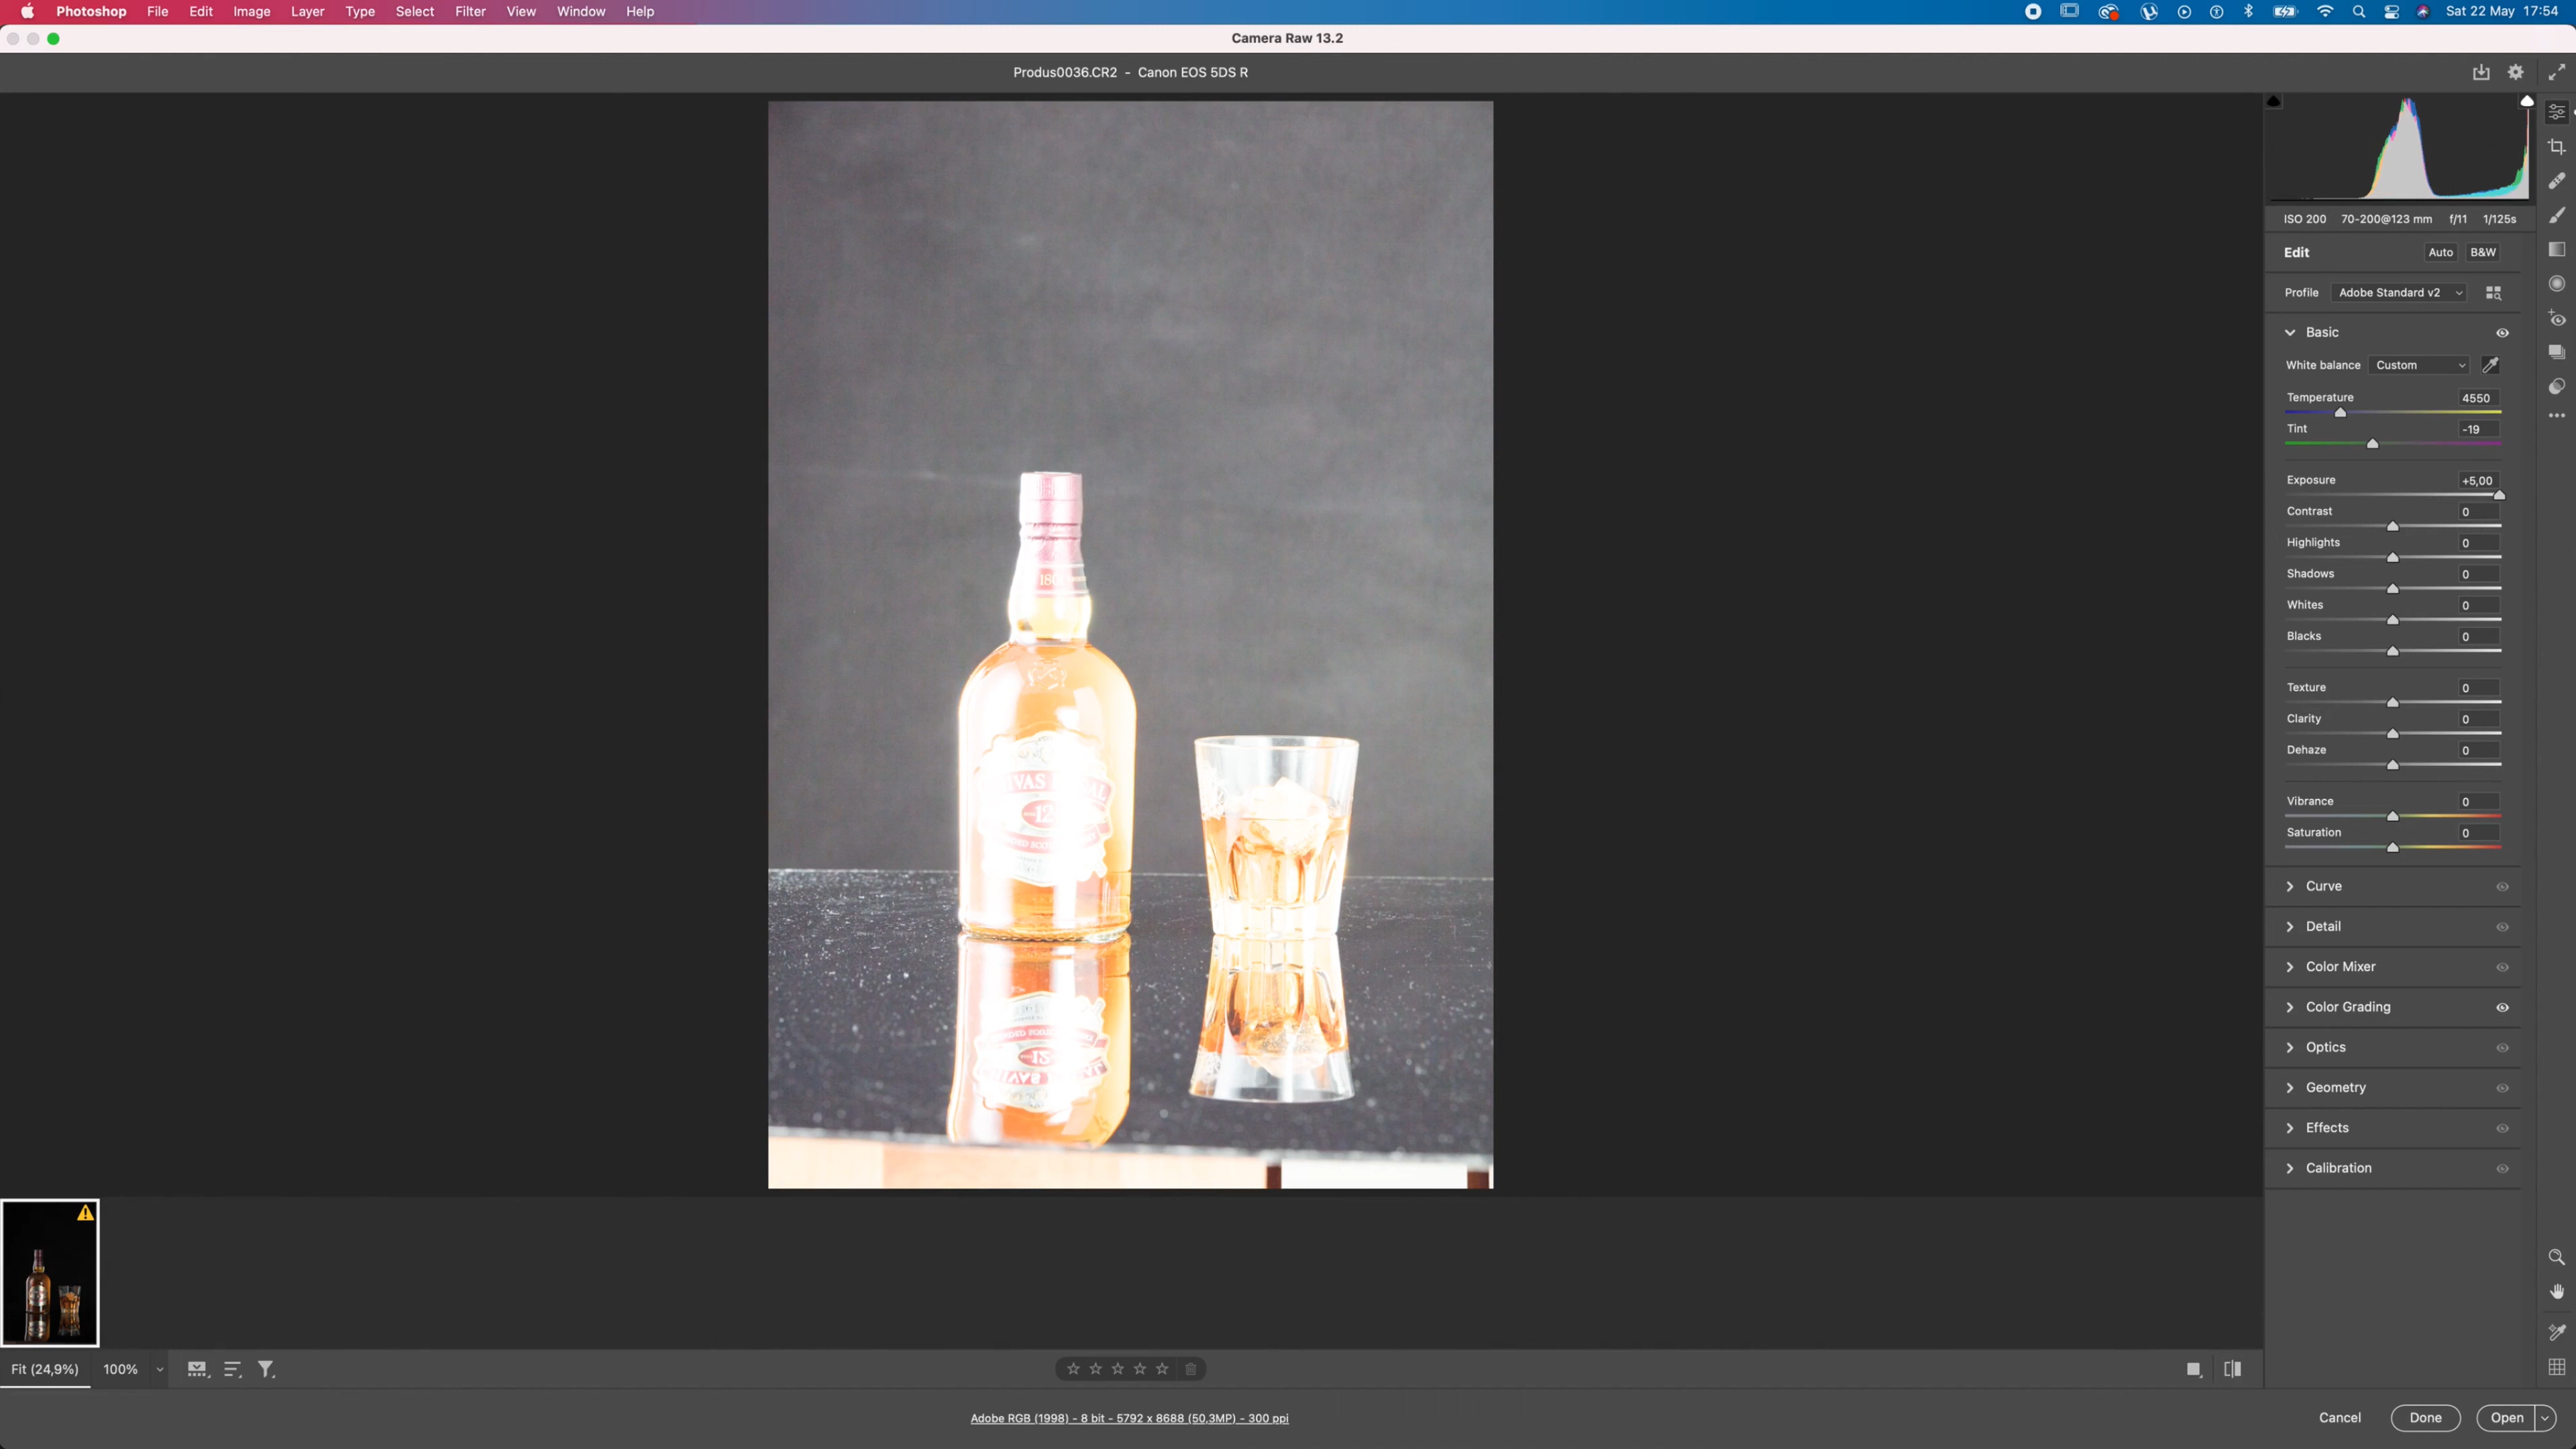 Photoshop File Edit Image Layer Type Select Filter View Window Help Sat 22 May 17:54
Camera Raw 13.2
Produs0036.CR2 - Canon EOS 5DS R
ISO 200 70-200@123 mm f/11 1/125s
Edit Auto B&W
Profile Adobe Standard v2
Basic
White balance Custom
Temperature 4550
Tint -19
Exposure +5,00
Contrast 0
Highlights 0
Shadows 0
Whites 0
Blacks 0
Texture 0
Clarity 0
Dehaze 0
Vibrance 0
Saturation 0
Curve
Detail
Color Mixer
Color Grading
Optics
Geometry
Effects
Calibration
12
Fit (24,9%) 100%
Adobe RGB (1998) - 8 bit - 5792 x 8688 (50,3MP) - 300 ppi
Cancel Done Open